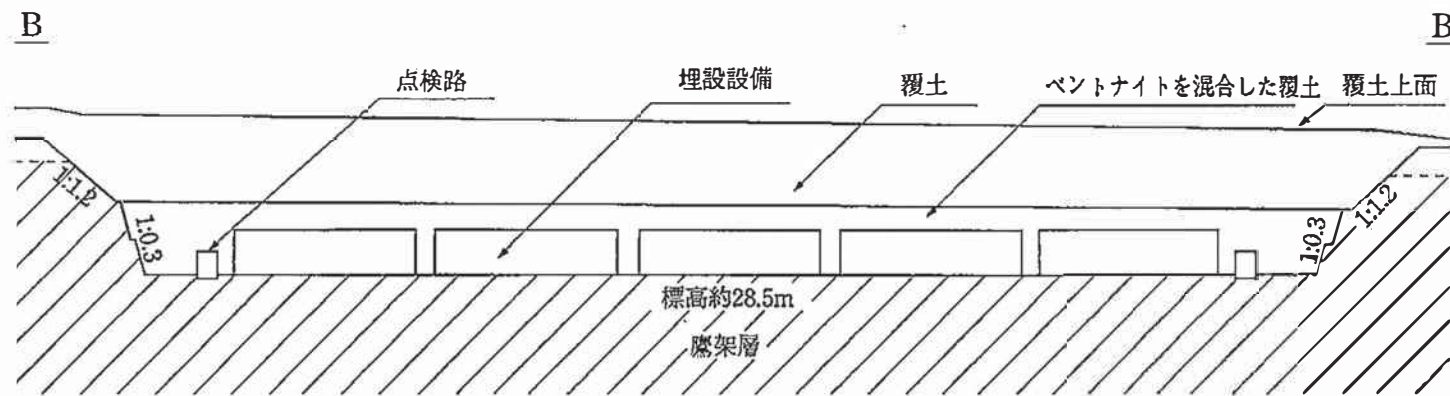 B
B
点検路
埋設設備
覆土
ベントナイトを混合した覆土
覆土上面
1:1.2
1:0.3
1:0.3
1:1.2
標高約28.5m
鷹架層